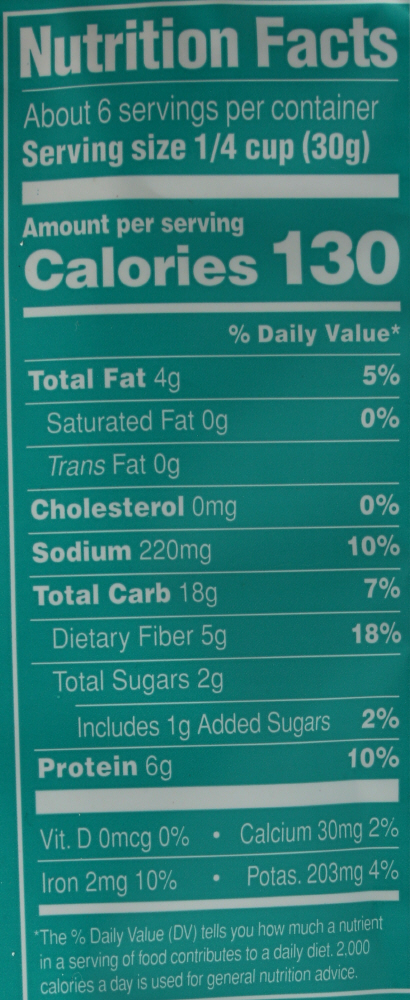 Nutrition Facts
About 6 servings per container
Serving size 1/4 cup (30g)
Amount per serving
Calories 130
% Daily Value*
Total Fat 4g 5%
Saturated Fat 0g 0%
Trans Fat 0g
Cholesterol 0mg 0%
Sodium 220mg 10%
Total Carb 18g 7%
Dietary Fiber 5g 18%
Total Sugars 2g
Includes 1g Added Sugars 2%
Protein 6g 10%
Vit. D 0mcg 0% • Calcium 30mg 2%
Iron 2mg 10% • Potas. 203mg 4%
*The % Daily Value (DV) tells you how much a nutrient
in a serving of food contributes to a daily diet. 2,000
calories a day is used for general nutrition advice.